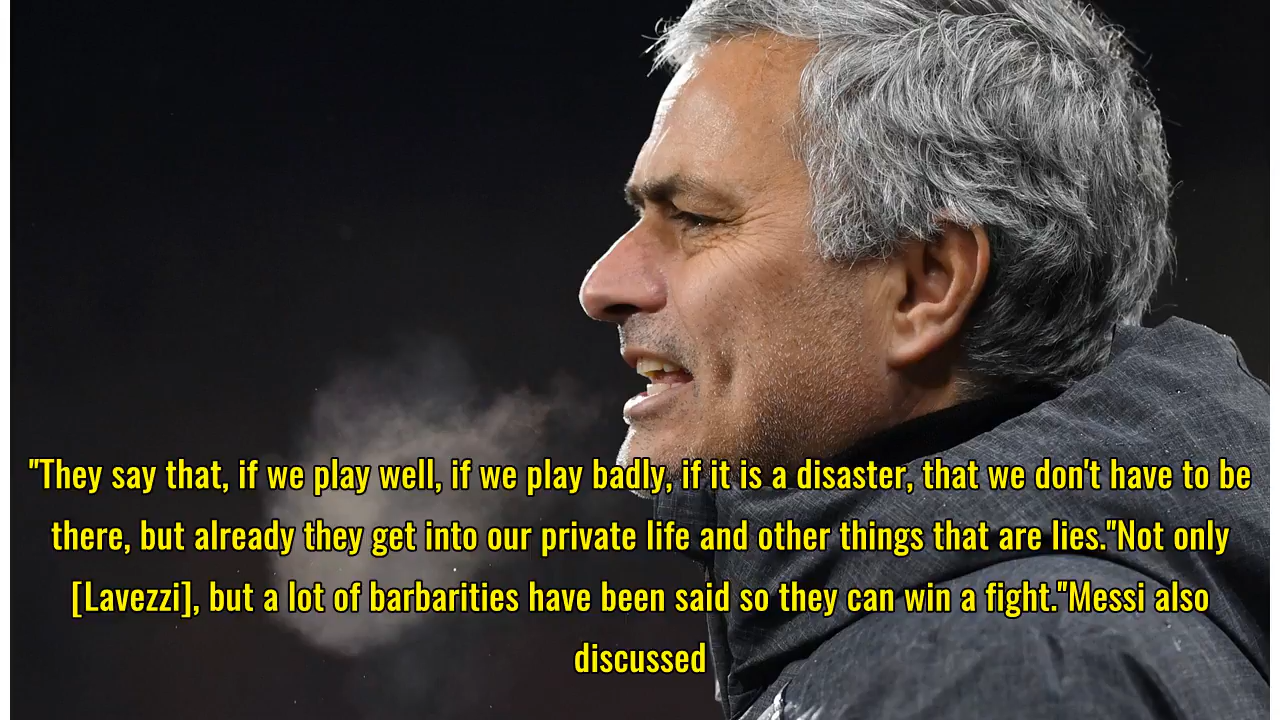 "They say that, if we play well, if we play badly, if it is a disaster, that we don't have to be
there, but already they get into our private life and other things that are lies."Not only
[Lavezzi], but a lot of barbarities have been said so they can win a fight."Messi also
discussed